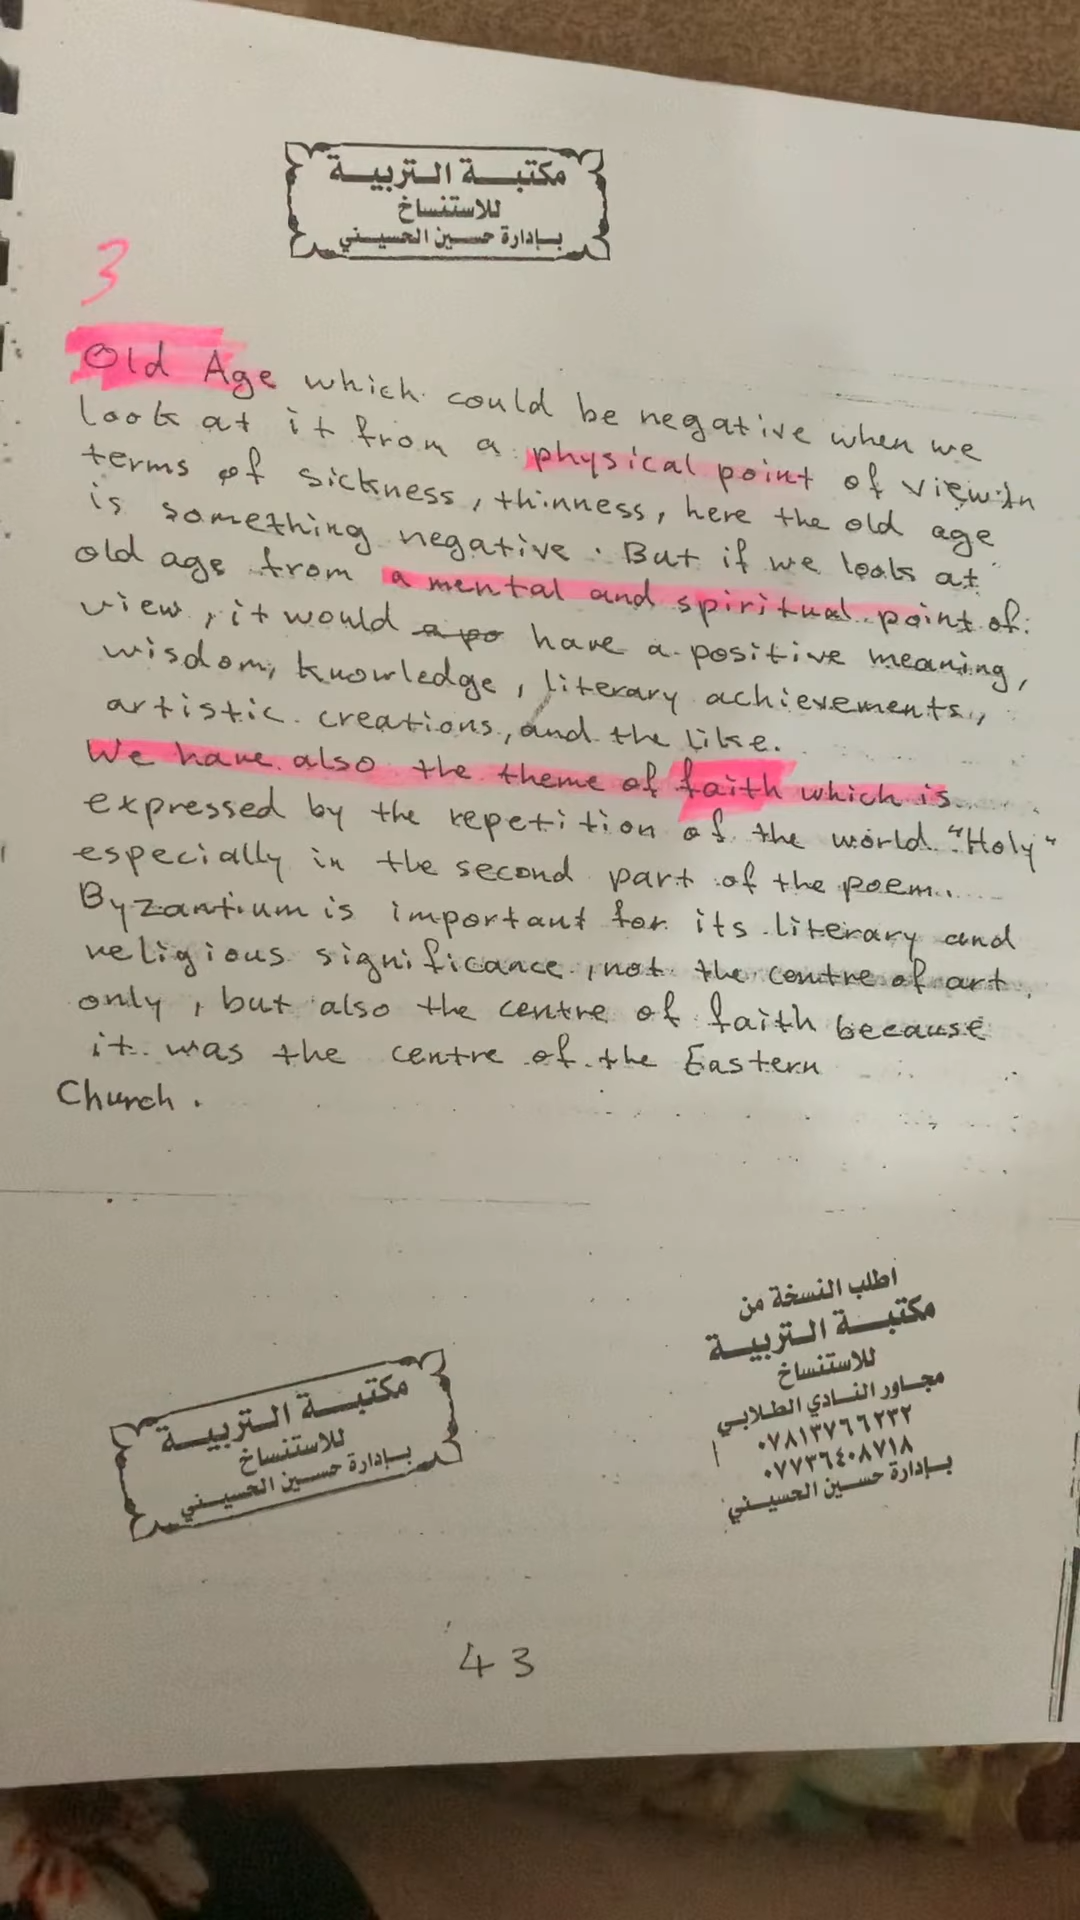 مكتبة التربية
للاستنساخ
بإدارة حسين الحسيني
3
Old Age which could be negative when we
look at it from a physical point of view in
terms of sickness, thinness, here the old age
is something negative. But if we look at
old age from a mental and spiritual point of
view, it would a po have a positive meaning,
wisdom, knowledge, literary achievements,
artistic creations, and the like.
We have also the theme of faith which is
expressed by the repetition of the world "Holy"
especially in the second part of the poem.
Byzantium is important for its literary and
religious significance, not the centre of art
only, but also the centre of faith because
it was the centre of the Eastern
Church.
اطلب النسخة من
مكتبة التربية
للاستنساخ
مجاور النادي الطلابي
٠٧٨١٣٧٦٦٢٣٢
٠٧٧٣٦٤٠٨٧١٨
بإدارة حسين الحسيني
مكتبة التربية
للاستنساخ
بإدارة حسين الحسيني
43